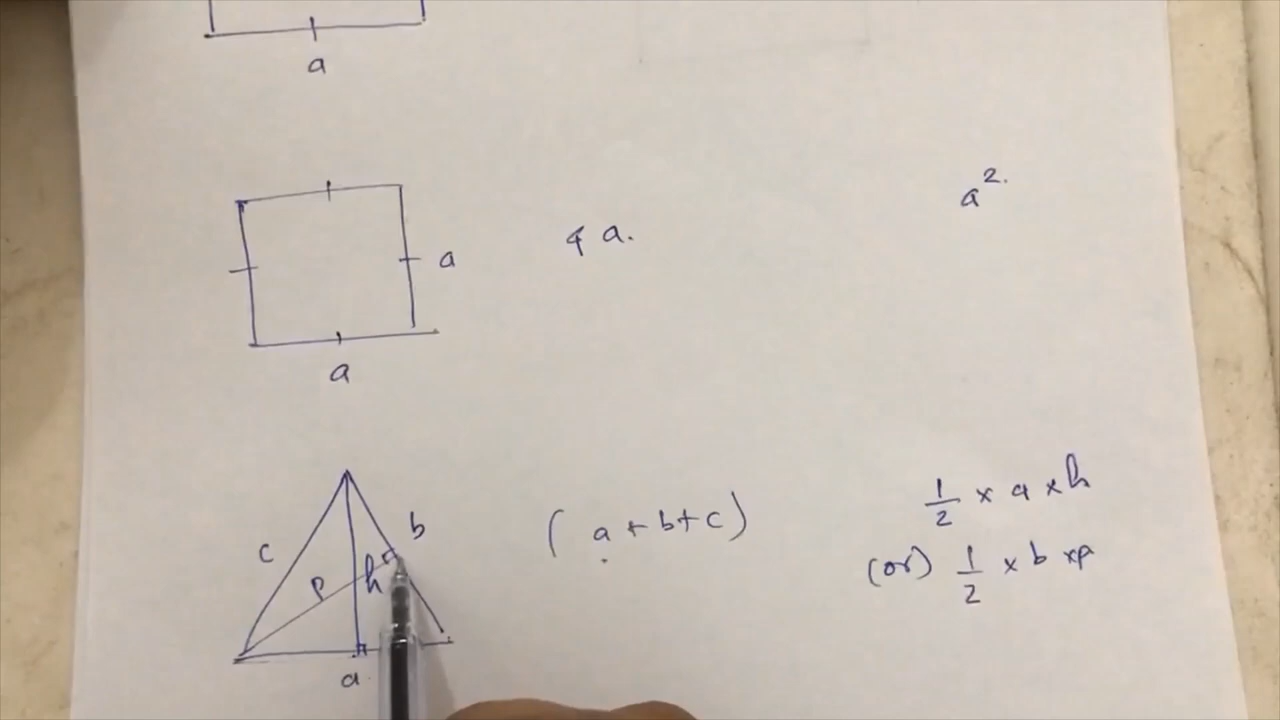 a
a².
4 a.
a
a
½ × a × h
b
( a + b + c )
c
(or) ½ × b × p
p
h
a